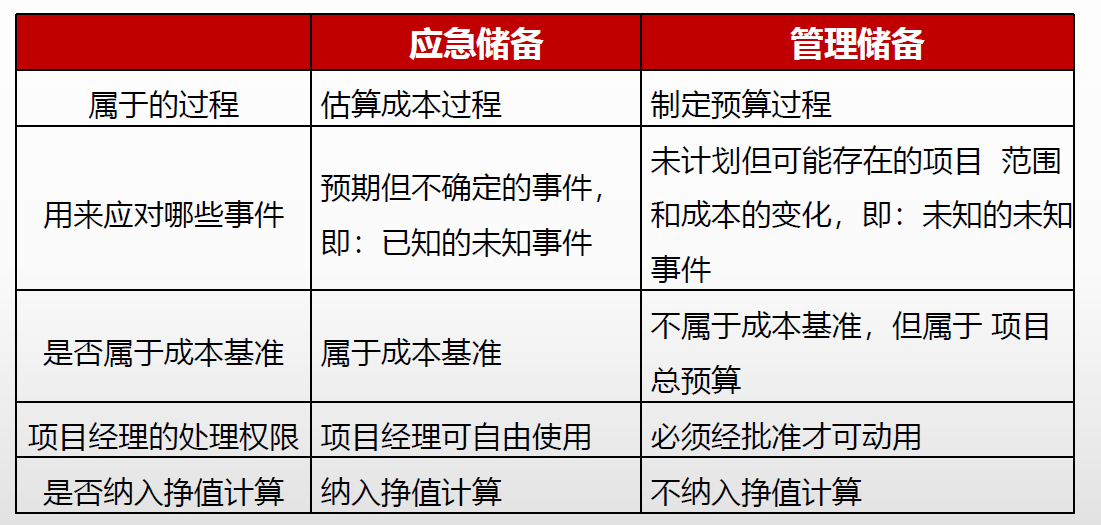 应急储备 管理储备
属于的过程 估算成本过程 制定预算过程
用来应对哪些事件
预期但不确定的事件，
即：已知的未知事件
未计划但可能存在的项目 范围
和成本的变化，即：未知的未知
事件
是否属于成本基准 属于成本基准
不属于成本基准，但属于 项目
总预算
项目经理的处理权限 项目经理可自由使用 必须经批准才可动用
是否纳入挣值计算 纳入挣值计算 不纳入挣值计算